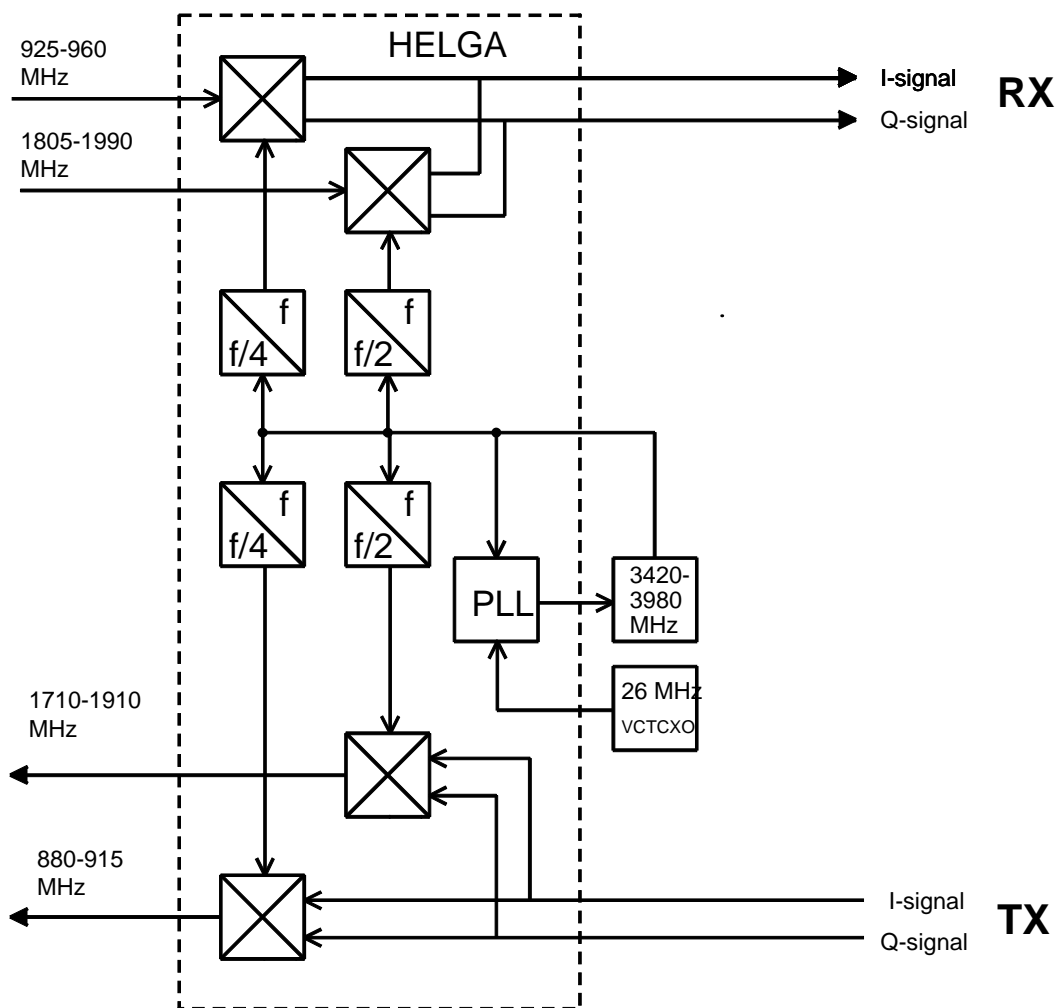 HELGA
925-960
MHz
I-signal
RX
Q-signal
1805-1990
MHz
f
f/4
f
f/2
f
f/4
f
f/2
PLL
3420-
3980
MHz
26 MHz
VCTCXO
1710-1910
MHz
880-915
MHz
I-signal
TX
Q-signal